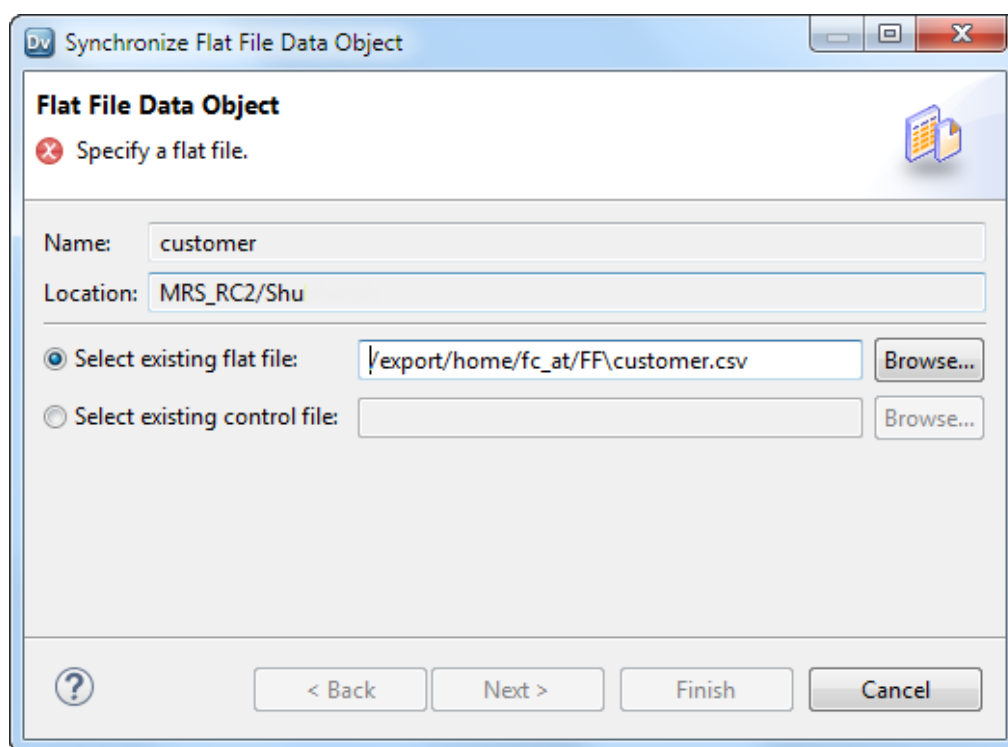 Dv Synchronize Flat File Data Object
Flat File Data Object
Specify a flat file.
Name: customer
Location: MRS_RC2/Shu
Select existing flat file: /export/home/fc_at/FF\customer.csv Browse...
Select existing control file: Browse...
? < Back Next > Finish Cancel